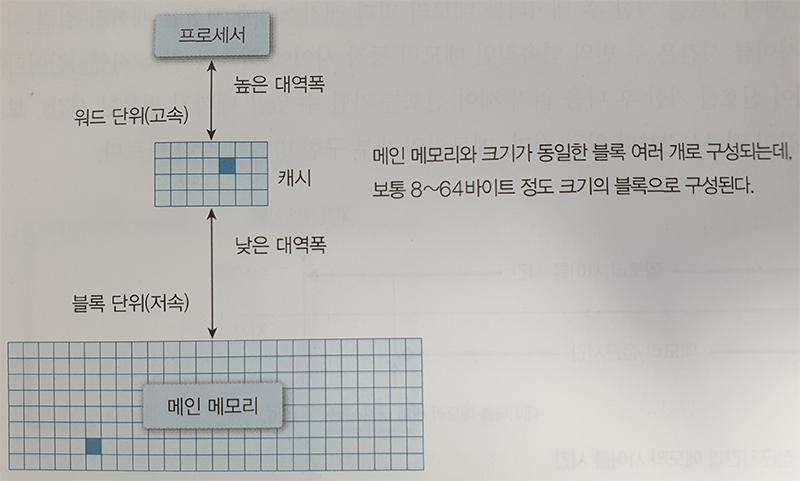 프로세서
높은 대역폭
워드 단위(고속)
캐시
메인 메모리와 크기가 동일한 블록 여러 개로 구성되는데,
보통 8~64바이트 정도 크기의 블록으로 구성된다.
낮은 대역폭
블록 단위(저속)
메인 메모리